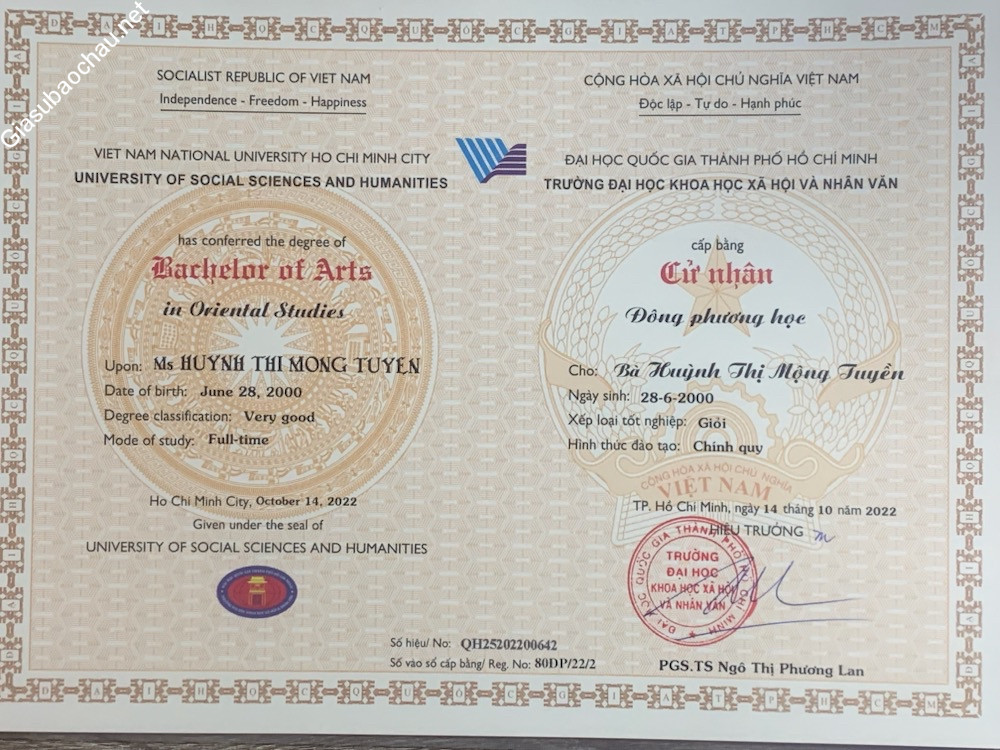 Giasubaochau.net
SOCIALIST REPUBLIC OF VIET NAM
Independence - Freedom - Happiness
VIET NAM NATIONAL UNIVERSITY HO CHI MINH CITY
UNIVERSITY OF SOCIAL SCIENCES AND HUMANITIES
has conferred the degree of
Bachelor of Arts
in Oriental Studies
Upon: Ms HUYNH THI MONG TUYEN
Date of birth: June 28, 2000
Degree classification: Very good
Mode of study: Full-time
Ho Chi Minh City, October 14, 2022
Given under the seal of
UNIVERSITY OF SOCIAL SCIENCES AND HUMANITIES
CỘNG HÒA XÃ HỘI CHỦ NGHĨA VIỆT NAM
Độc lập - Tự do - Hạnh phúc
ĐẠI HỌC QUỐC GIA THÀNH PHỐ HỒ CHÍ MINH
TRƯỜNG ĐẠI HỌC KHOA HỌC XÃ HỘI VÀ NHÂN VĂN
cấp bằng
Cử nhân
Đông phương học
Cho: Bà Huỳnh Thị Mộng Tuyền
Ngày sinh: 28-6-2000
Xếp loại tốt nghiệp: Giỏi
Hình thức đào tạo: Chính quy
CỘNG HÒA XÃ HỘI CHỦ NGHĨA
VIỆT NAM
TP. Hồ Chí Minh, ngày 14 tháng 10 năm 2022
HIỆU TRƯỞNG
ĐẠI HỌC QUỐC GIA THÀNH PHỐ HỒ CHÍ MINH
TRƯỜNG
ĐẠI HỌC
KHOA HỌC XÃ HỘI
VÀ NHÂN VĂN
PGS.TS Ngô Thị Phương Lan
Số hiệu/ No: QH25202200642
Số vào sổ cấp bằng/ Reg. No: 80DP/22/2